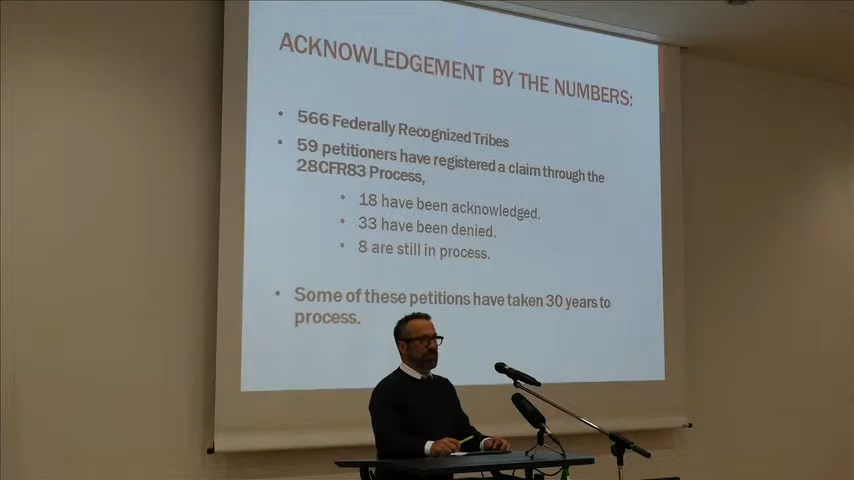 ACKNOWLEDGEMENT BY THE NUMBERS:
• 566 Federally Recognized Tribes
• 59 petitioners have registered a claim through the
28CFR83 Process,
• 18 have been acknowledged.
• 33 have been denied.
• 8 are still in process.
• Some of these petitions have taken 30 years to
process.